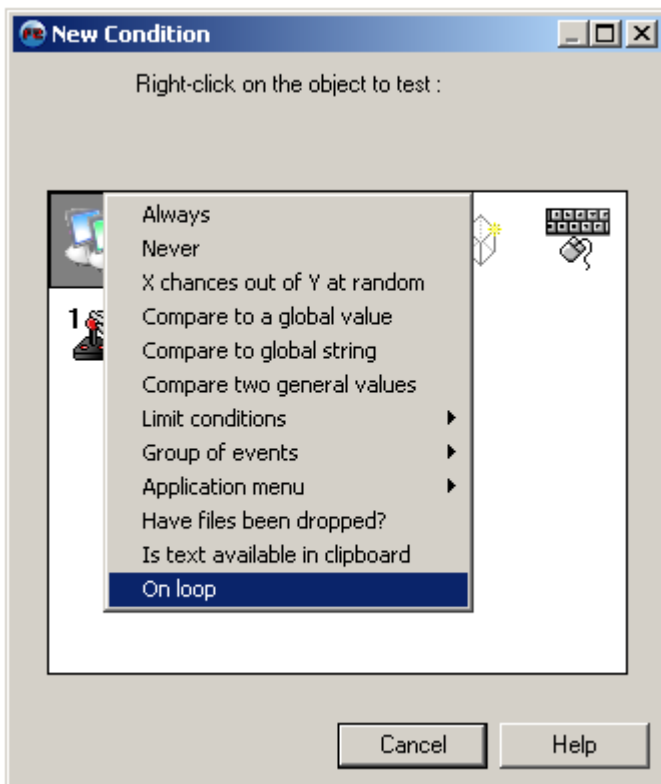 New Condition
Right-click on the object to test :
Always
Never
X chances out of Y at random
1
Compare to a global value
Compare to global string
Compare two general values
Limit conditions
Group of events
Application menu
Have files been dropped?
Is text available in clipboard
On loop
Cancel
Help